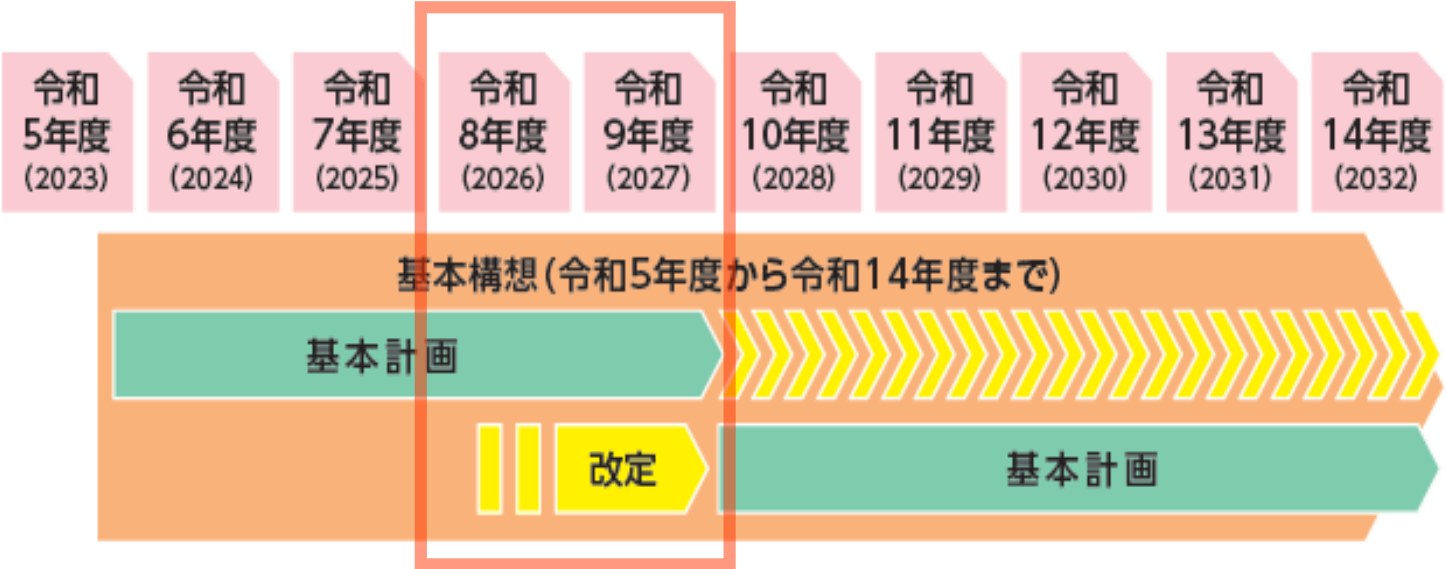 令和
5年度
(2023)
令和
6年度
(2024)
令和
7年度
(2025)
令和
8年度
(2026)
令和
9年度
(2027)
令和
10年度
(2028)
令和
11年度
(2029)
令和
12年度
(2030)
令和
13年度
(2031)
令和
14年度
(2032)
基本構想(令和5年度から令和14年度まで)
基本計画
改定
基本計画